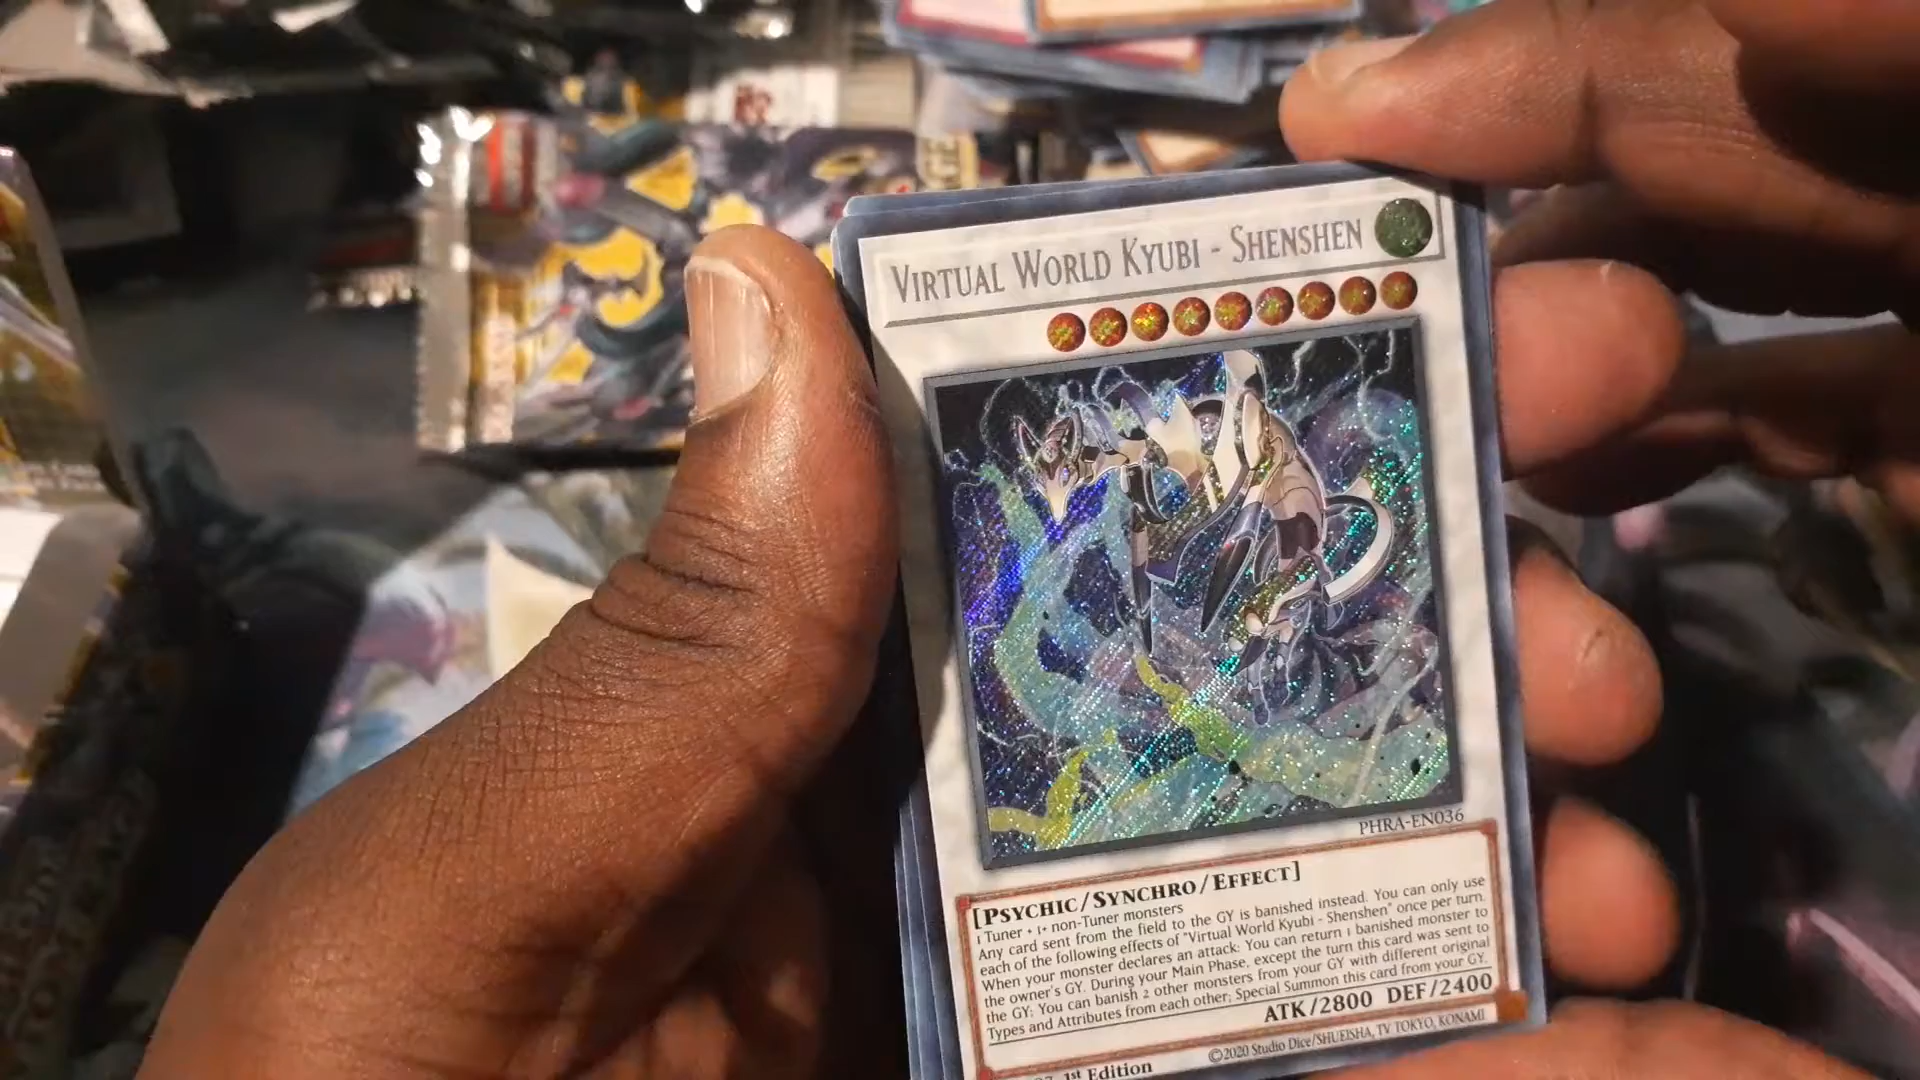 VIRTUAL WORLD KYUBI - SHENSHEN
PHRA-EN036
[PSYCHIC/SYNCHRO/EFFECT]
1 Tuner + 1+ non-Tuner monsters
Any card sent from the field to the GY is banished instead. You can only use
each of the following effects of "Virtual World Kyubi - Shenshen" once per turn.
When your monster declares an attack: You can return 1 banished monster to
the owner's GY. During your Main Phase, except the turn this card was sent to
the GY: You can banish 2 other monsters from your GY with different original
Types and Attributes from each other; Special Summon this card from your GY.
ATK/2800 DEF/2400
1st Edition
©2020 Studio Dice/SHUEISHA, TV TOKYO, KONAMI